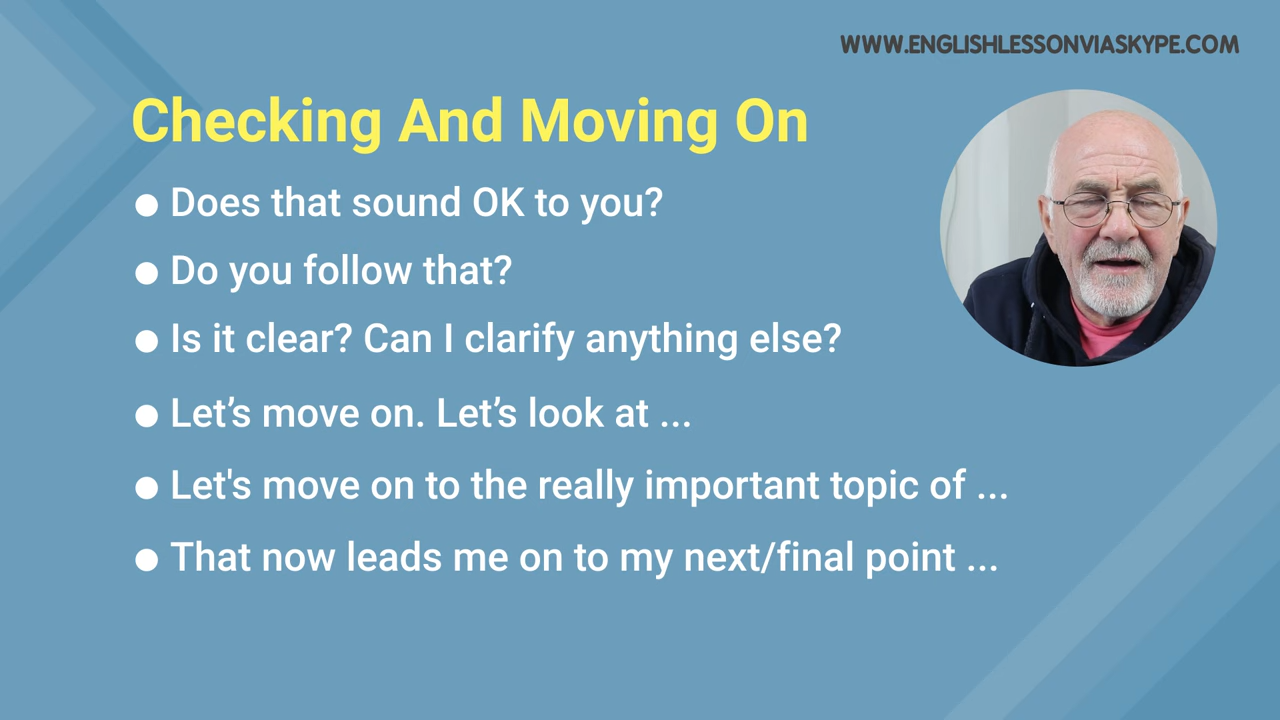 WWW.ENGLISHLESSONVIASKYPE.COM
Checking And Moving On
● Does that sound OK to you?
● Do you follow that?
● Is it clear? Can I clarify anything else?
● Let’s move on. Let’s look at ...
● Let's move on to the really important topic of ...
● That now leads me on to my next/final point ...